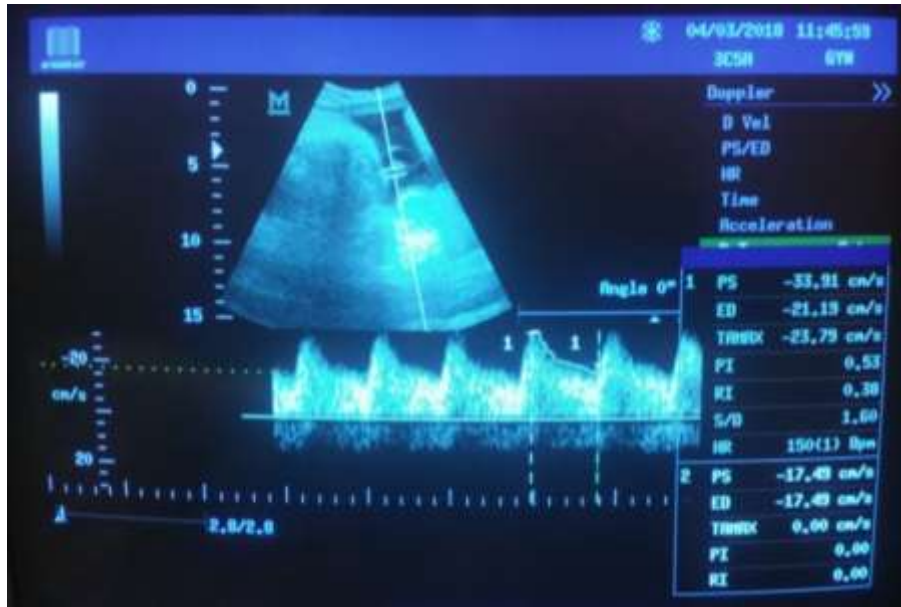 04/03/2018 11:45:59
3C5A GYN
Doppler >>
D Vel
PS/ED
HR
Time
Acceleration
M
0
5
10
15
Angle 0°
1 PS -33.91 cm/s
ED -21.19 cm/s
TAMAX -23.79 cm/s
PI 0.53
RI 0.38
S/D 1.60
HR 150(1) Bpm
2 PS -17.49 cm/s
ED -17.49 cm/s
TAMAX 0.00 cm/s
PI 0.00
RI 0.00
1 1
-20
cm/s
20
2.0/2.0